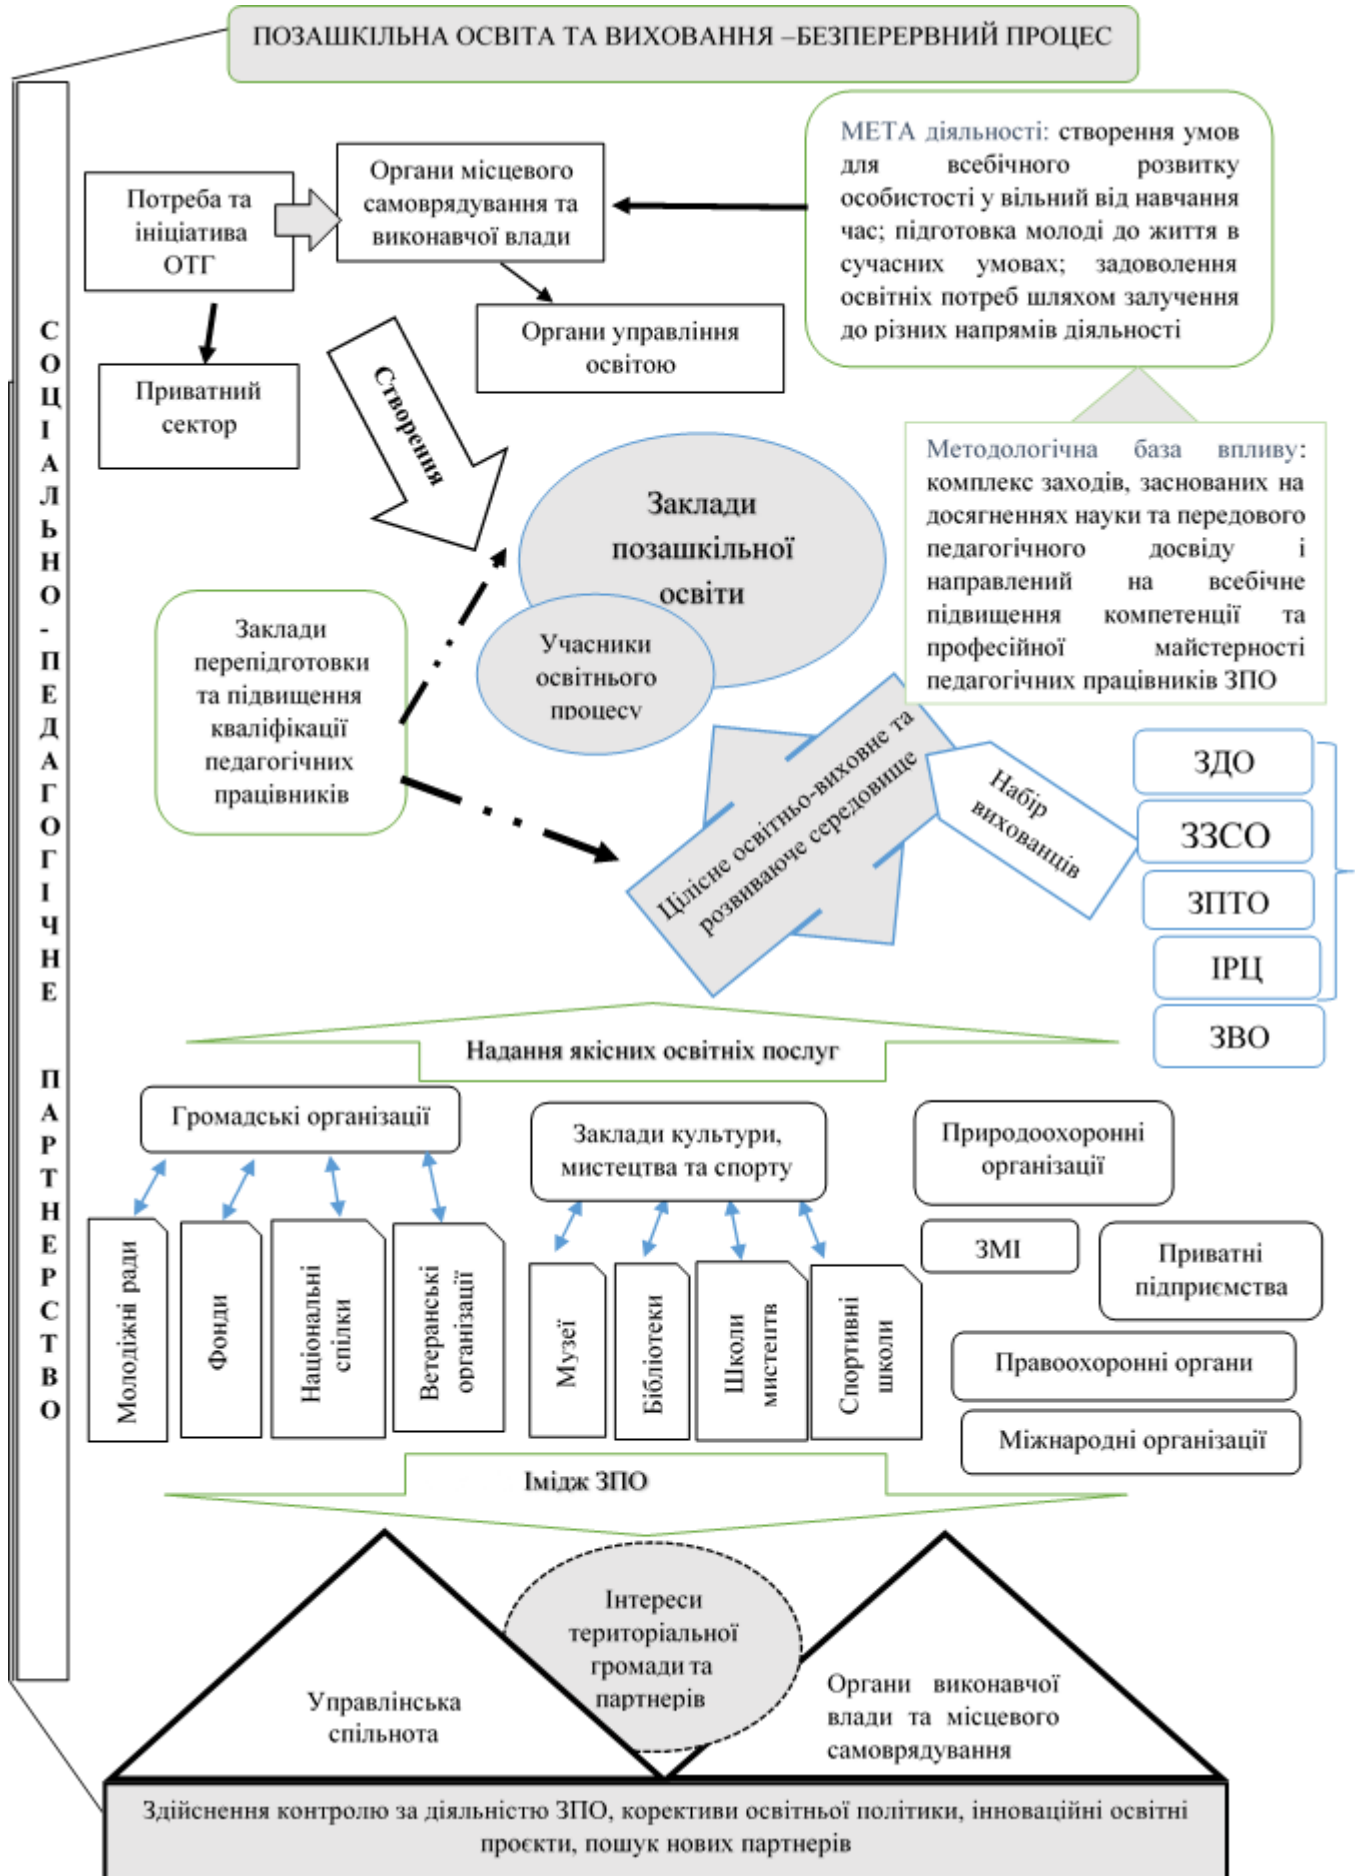 ПОЗАШКІЛЬНА ОСВІТА ТА ВИХОВАННЯ –БЕЗПЕРЕРВНИЙ ПРОЦЕС
СОЦІАЛЬНО-ПЕДАГОГІЧНЕ ПАРТНЕРСТВО
Потреба та
ініціатива
ОТГ
Органи місцевого
самоврядування та
виконавчої влади
МЕТА діяльності: створення умов
для всебічного розвитку
особистості у вільний від навчання
час; підготовка молоді до життя в
сучасних умовах; задоволення
освітніх потреб шляхом залучення
до різних напрямів діяльності
Органи управління
освітою
Приватний
сектор
Створення
Методологічна база впливу:
комплекс заходів, заснованих на
досягненнях науки та передового
педагогічного досвіду і
направлений на всебічне
підвищення компетенції та
професійної майстерності
педагогічних працівників ЗПО
Заклади
позашкільної
освіти
Учасники
освітнього
процесу
Заклади
перепідготовки
та підвищення
кваліфікації
педагогічних
працівників
Цілісне освітньо-виховне та
розвиваюче середовище
Набір
вихованців
ЗДО
ЗЗСО
ЗПТО
ІРЦ
ЗВО
Надання якісних освітніх послуг
Громадські організації
Молодіжні ради
Фонди
Національні
спілки
Ветеранські
організації
Заклади культури,
мистецтва та спорту
Музеї
Бібліотеки
Школи
мистецтв
Спортивні
школи
Природоохоронні
організації
ЗМІ
Приватні
підприємства
Правоохоронні органи
Міжнародні організації
Імідж ЗПО
Інтереси
територіальної
громади та
партнерів
Управлінська
спільнота
Органи виконавчої
влади та місцевого
самоврядування
Здійснення контролю за діяльністю ЗПО, корективи освітньої політики, інноваційні освітні
проєкти, пошук нових партнерів